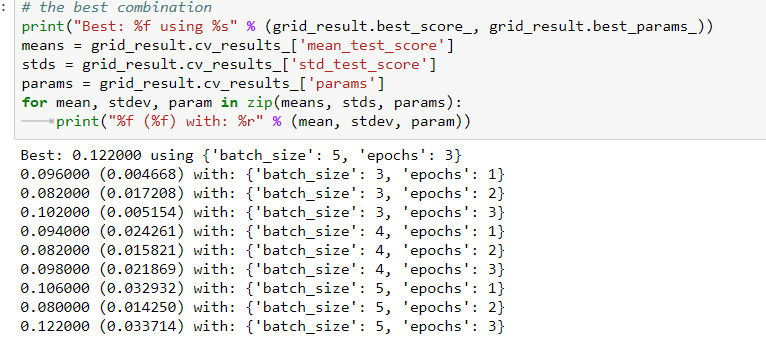 :
# the best combination
print("Best: %f using %s" % (grid_result.best_score_, grid_result.best_params_))
means = grid_result.cv_results_['mean_test_score']
stds = grid_result.cv_results_['std_test_score']
params = grid_result.cv_results_['params']
for mean, stdev, param in zip(means, stds, params):
    print("%f (%f) with: %r" % (mean, stdev, param))
Best: 0.122000 using {'batch_size': 5, 'epochs': 3}
0.096000 (0.004668) with: {'batch_size': 3, 'epochs': 1}
0.082000 (0.017208) with: {'batch_size': 3, 'epochs': 2}
0.102000 (0.005154) with: {'batch_size': 3, 'epochs': 3}
0.094000 (0.024261) with: {'batch_size': 4, 'epochs': 1}
0.082000 (0.015821) with: {'batch_size': 4, 'epochs': 2}
0.098000 (0.021869) with: {'batch_size': 4, 'epochs': 3}
0.106000 (0.032932) with: {'batch_size': 5, 'epochs': 1}
0.080000 (0.014250) with: {'batch_size': 5, 'epochs': 2}
0.122000 (0.033714) with: {'batch_size': 5, 'epochs': 3}